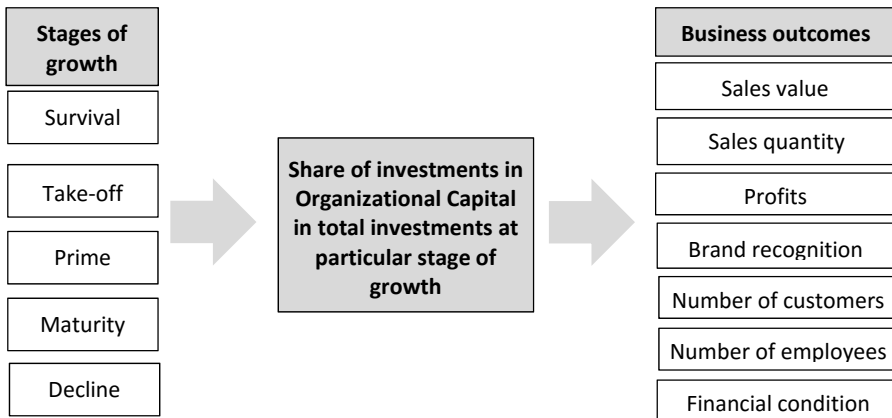 Stages of
growth
Survival
Take-off
Prime
Maturity
Decline
Share of investments in
Organizational Capital
in total investments at
particular stage of
growth
Business outcomes
Sales value
Sales quantity
Profits
Brand recognition
Number of customers
Number of employees
Financial condition